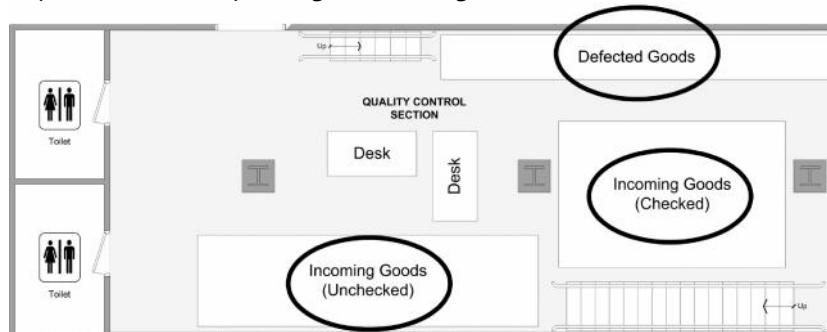 Up
Defected Goods
QUALITY CONTROL
SECTION
Toilet
Desk
Desk
Incoming Goods
(Checked)
Toilet
Incoming Goods
(Unchecked)
Up